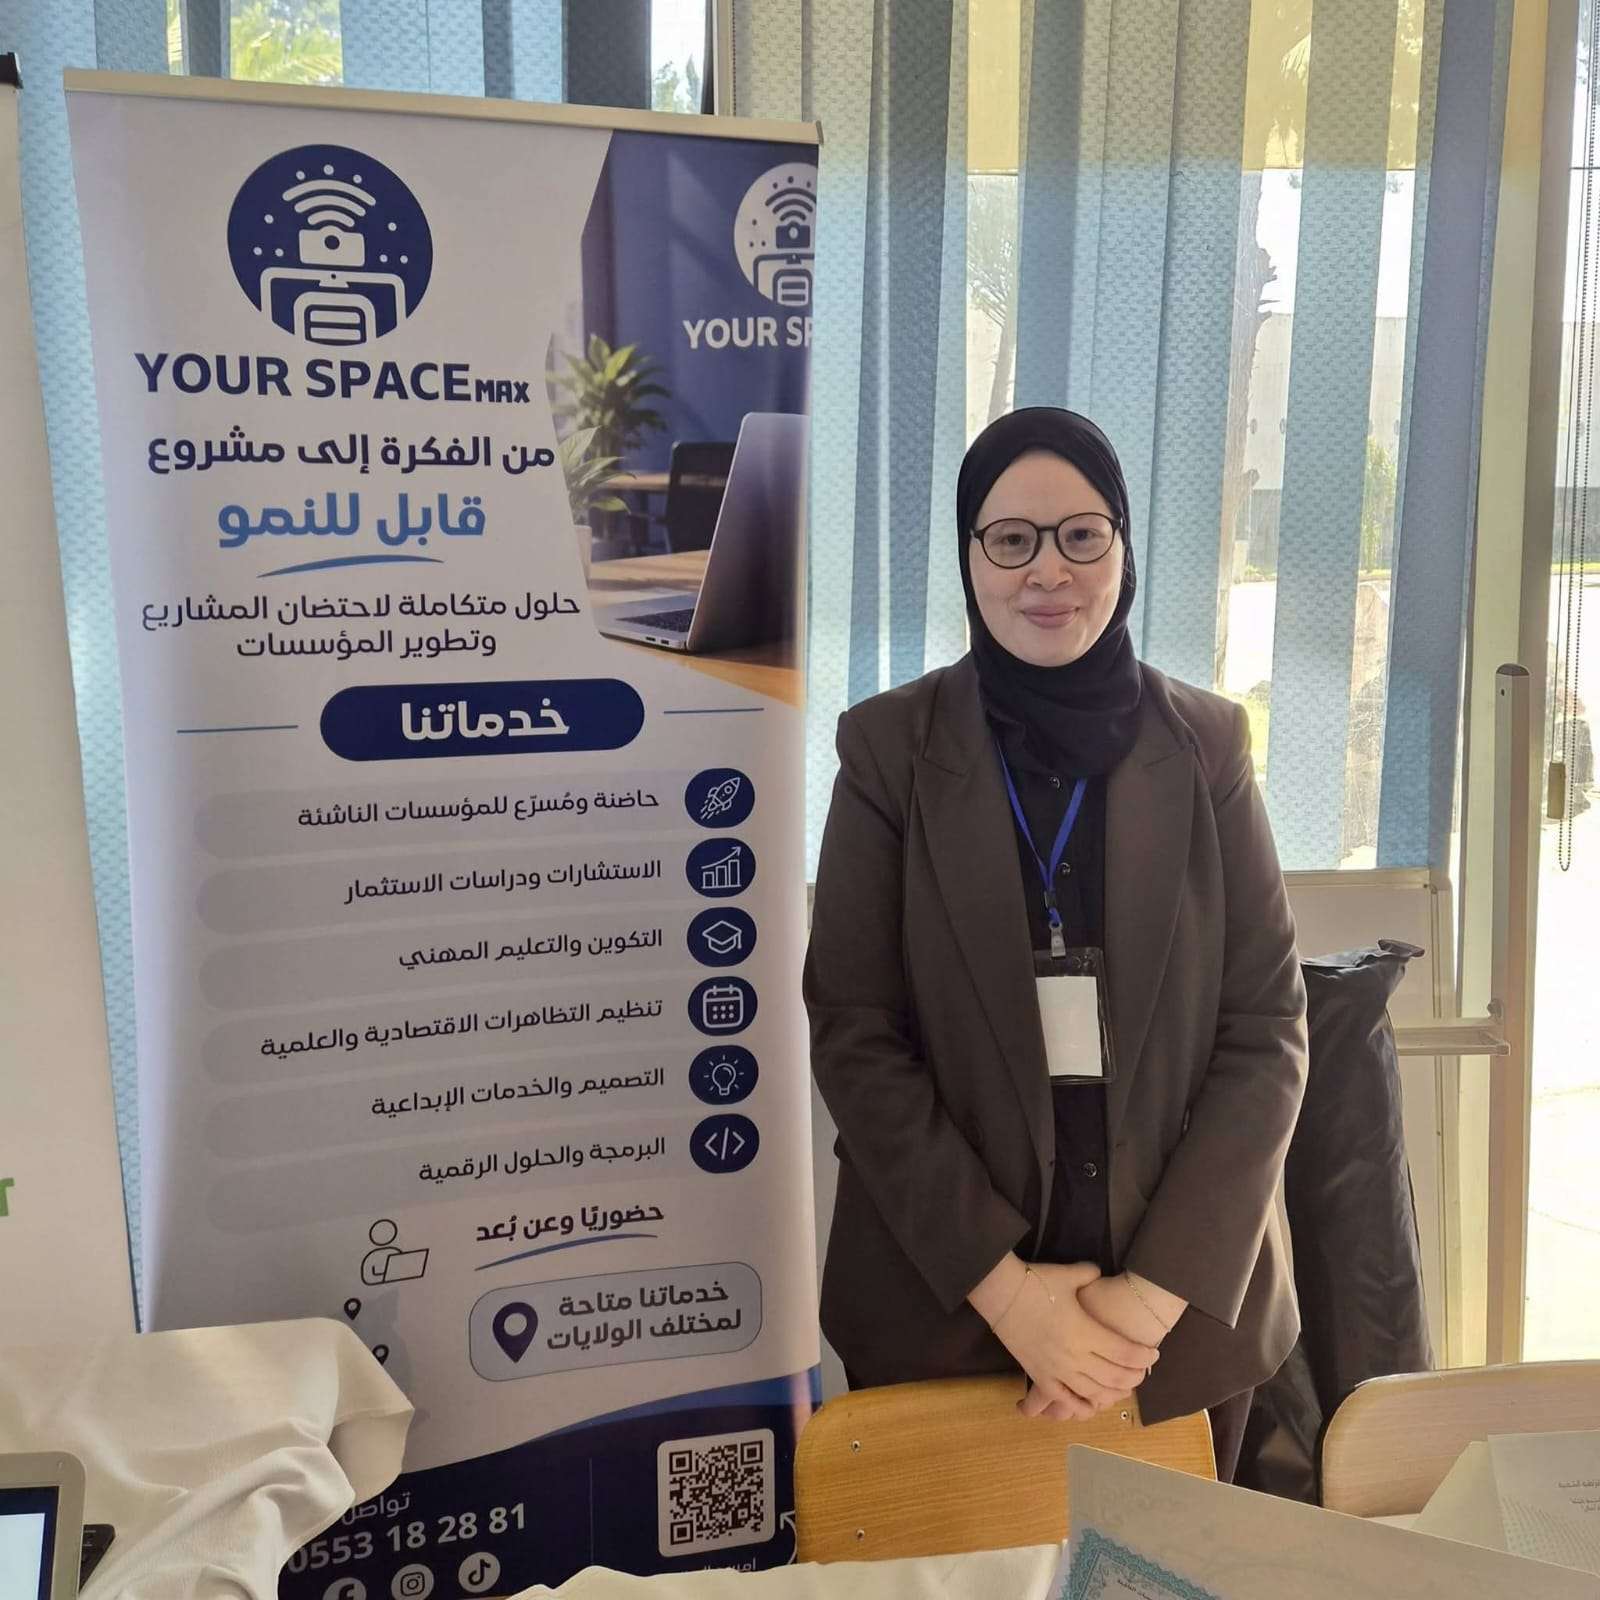 YOUR SPACE MAX
YOUR SP
من الفكرة إلى مشروع
قابل للنمو
حلول متكاملة لاحتضان المشاريع
وتطوير المؤسسات
خدماتنا
حاضنة ومُسرّع للمؤسسات الناشئة
الاستشارات ودراسات الاستثمار
التكوين والتعليم المهني
تنظيم التظاهرات الاقتصادية والعلمية
التصميم والخدمات الإبداعية
البرمجة والحلول الرقمية
حضوريًا وعن بُعد
خدماتنا متاحة
لمختلف الولايات
0553 18 28 81